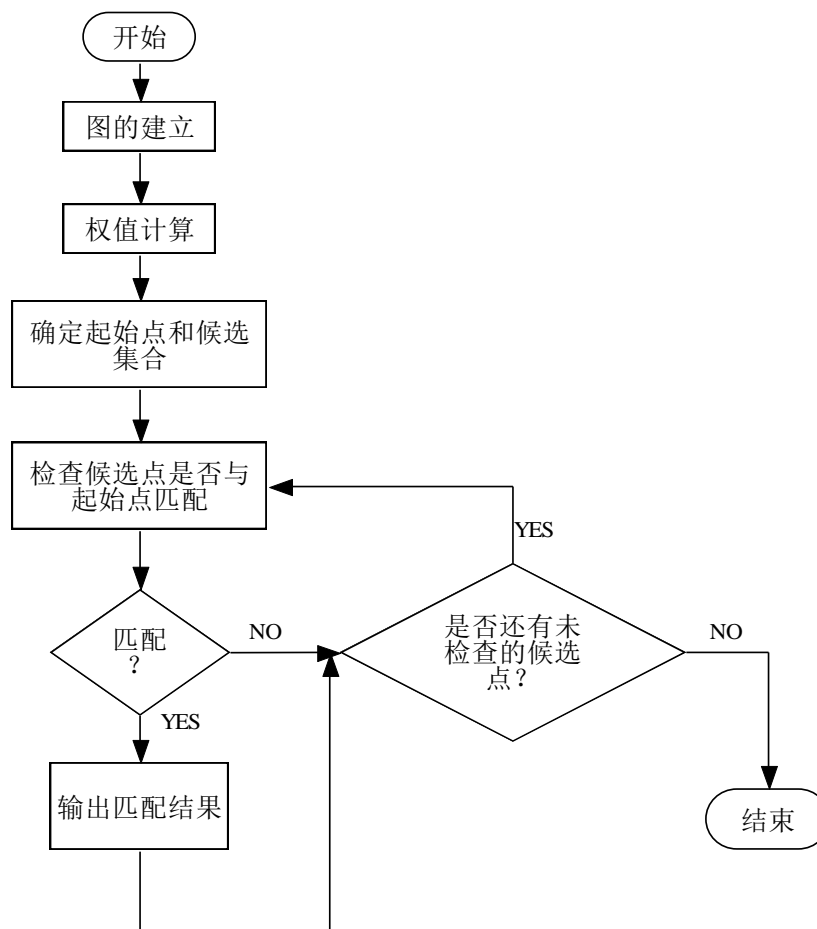 开始
图的建立
权值计算
确定起始点和候选
集合
检查候选点是否与
起始点匹配
YES
匹配
？
NO
是否还有未
检查的候选
点？
NO
YES
输出匹配结果
结束